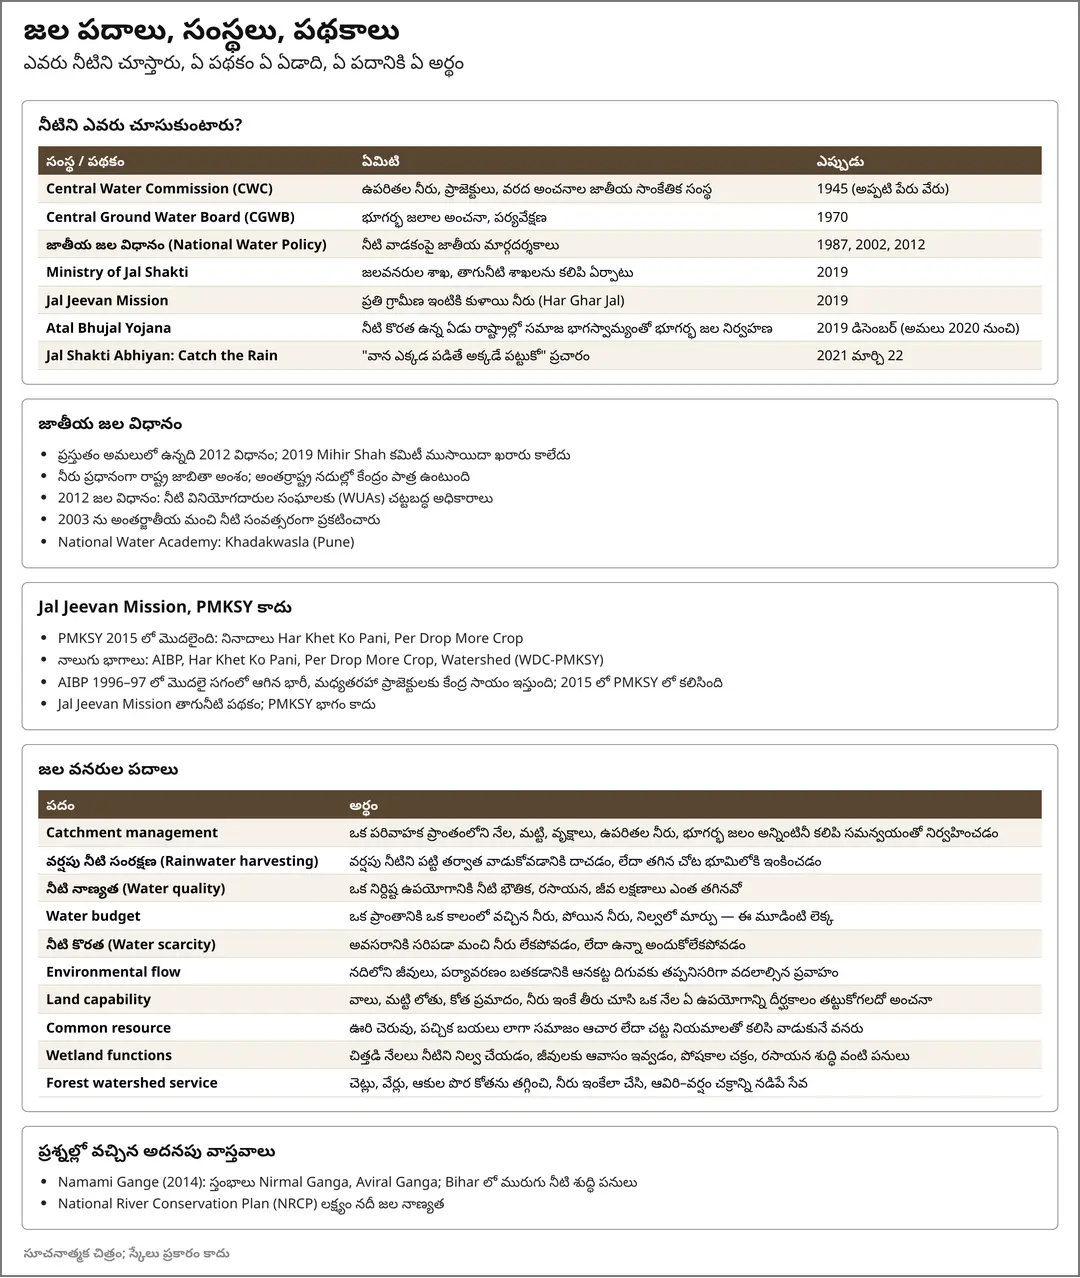 జల పదాలు, సంస్థలు, పథకాలు
ఎవరు నీటిని చూస్తారు, ఏ పథకం ఏ ఏడాది, ఏ పదానికి ఏ అర్థం
నీటిని ఎవరు చూసుకుంటారు?
సంస్థ / పథకం ఏమిటి ఎప్పుడు
Central Water Commission (CWC) ఉపరితల నీరు, ప్రాజెక్టులు, వరద అంచనాల జాతీయ సాంకేతిక సంస్థ 1945 (అప్పటి పేరు వేరు)
Central Ground Water Board (CGWB) భూగర్భ జలాల అంచనా, పర్యవేక్షణ 1970
జాతీయ జల విధానం (National Water Policy) నీటి వాడకంపై జాతీయ మార్గదర్శకాలు 1987, 2002, 2012
Ministry of Jal Shakti జలవనరుల శాఖ, తాగునీటి శాఖలను కలిపి ఏర్పాటు 2019
Jal Jeevan Mission ప్రతి గ్రామీణ ఇంటికి కుళాయి నీరు (Har Ghar Jal) 2019
Atal Bhujal Yojana నీటి కొరత ఉన్న ఏడు రాష్ట్రాల్లో సమాజ భాగస్వామ్యంతో భూగర్భ జల నిర్వహణ 2019 డిసెంబర్ (అమలు 2020 నుంచి)
Jal Shakti Abhiyan: Catch the Rain "వాన ఎక్కడ పడితే అక్కడే పట్టుకో" ప్రచారం 2021 మార్చి 22
జాతీయ జల విధానం
• ప్రస్తుతం అమలులో ఉన్నది 2012 విధానం; 2019 Mihir Shah కమిటీ ముసాయిదా ఖరారు కాలేదు
• నీరు ప్రధానంగా రాష్ట్ర జాబితా అంశం; అంతర్రాష్ట్ర నదుల్లో కేంద్రం పాత్ర ఉంటుంది
• 2012 జల విధానం: నీటి వినియోగదారుల సంఘాలకు (WUAs) చట్టబద్ధ అధికారాలు
• 2003 ను అంతర్జాతీయ మంచి నీటి సంవత్సరంగా ప్రకటించారు
• National Water Academy: Khadakwasla (Pune)
Jal Jeevan Mission, PMKSY కాదు
• PMKSY 2015 లో మొదలైంది: నినాదాలు Har Khet Ko Pani, Per Drop More Crop
• నాలుగు భాగాలు: AIBP, Har Khet Ko Pani, Per Drop More Crop, Watershed (WDC-PMKSY)
• AIBP 1996–97 లో మొదలై సగంలో ఆగిన భారీ, మధ్యతరహా ప్రాజెక్టులకు కేంద్ర సాయం ఇస్తుంది; 2015 లో PMKSY లో కలిసింది
• Jal Jeevan Mission తాగునీటి పథకం; PMKSY భాగం కాదు
జల వనరుల పదాలు
పదం అర్థం
Catchment management ఒక పరివాహక ప్రాంతంలోని నేల, మట్టి, వృక్షాలు, ఉపరితల నీరు, భూగర్భ జలం అన్నింటినీ కలిపి సమన్వయంతో నిర్వహించడం
వర్షపు నీటి సంరక్షణ (Rainwater harvesting) వర్షపు నీటిని పట్టి తర్వాత వాడుకోవడానికి దాచడం, లేదా తగిన చోట భూమిలోకి ఇంకించడం
నీటి నాణ్యత (Water quality) ఒక నిర్దిష్ట ఉపయోగానికి నీటి భౌతిక, రసాయన, జీవ లక్షణాలు ఎంత తగినవో
Water budget ఒక ప్రాంతానికి ఒక కాలంలో వచ్చిన నీరు, పోయిన నీరు, నిల్వలో మార్పు — ఈ మూడింటి లెక్క
నీటి కొరత (Water scarcity) అవసరానికి సరిపడా మంచి నీరు లేకపోవడం, లేదా ఉన్నా అందుకోలేకపోవడం
Environmental flow నదిలోని జీవులు, పర్యావరణం బతకడానికి ఆనకట్ట దిగువకు తప్పనిసరిగా వదలాల్సిన ప్రవాహం
Land capability వాలు, మట్టి లోతు, కోత ప్రమాదం, నీరు ఇంకే తీరు చూసి ఒక నేల ఏ ఉపయోగాన్ని దీర్ఘకాలం తట్టుకోగలదో అంచనా
Common resource ఊరి చెరువు, పచ్చిక బయలు లాగా సమాజం ఆచార లేదా చట్ట నియమాలతో కలిసి వాడుకునే వనరు
Wetland functions చిత్తడి నేలలు నీటిని నిల్వ చేయడం, జీవులకు ఆవాసం ఇవ్వడం, పోషకాల చక్రం, రసాయన శుద్ధి వంటి పనులు
Forest watershed service చెట్లు, వేర్లు, ఆకుల పొర కోతను తగ్గించి, నీరు ఇంకేలా చేసి, ఆవిరి–వర్షం చక్రాన్ని నడిపే సేవ
ప్రశ్నల్లో వచ్చిన అదనపు వాస్తవాలు
• Namami Gange (2014): స్తంభాలు Nirmal Ganga, Aviral Ganga; Bihar లో మురుగు నీటి శుద్ధి పనులు
• National River Conservation Plan (NRCP) లక్ష్యం నదీ జల నాణ్యత
సూచనాత్మక చిత్రం; స్కేలు ప్రకారం కాదు